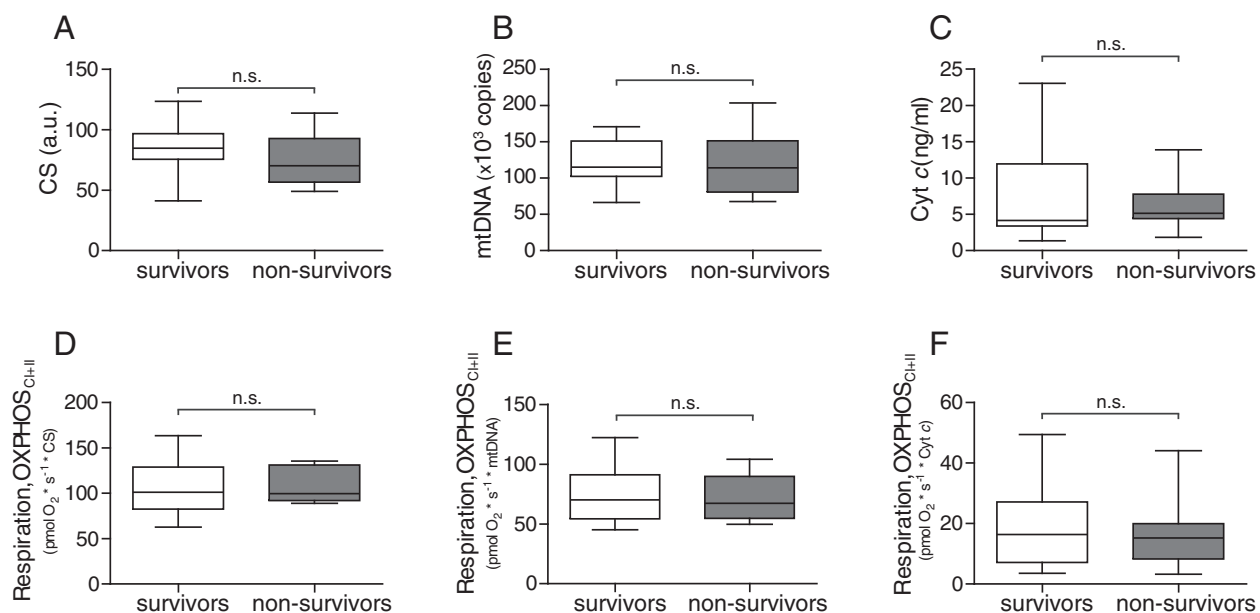 A
CS (a.u.)
150
100
50
0
n.s.
survivors
non-survivors
B
mtDNA (x10³ copies)
250
200
150
100
50
0
n.s.
survivors
non-survivors
C
Cyt c(ng/ml)
25
20
15
10
5
0
n.s.
survivors
non-survivors
D
Respiration,OXPHOS_CI+II
(pmol O₂ * s⁻¹ * CS)
200
150
100
50
0
n.s.
survivors
non-survivors
E
Respiration,OXPHOS_CI+II
(pmol O₂ * s⁻¹ * mtDNA)
150
100
50
0
n.s.
survivors
non-survivors
F
Respiration,OXPHOS_CI+II
(pmol O₂ * s⁻¹ * Cyt c)
60
40
20
0
n.s.
survivors
non-survivors